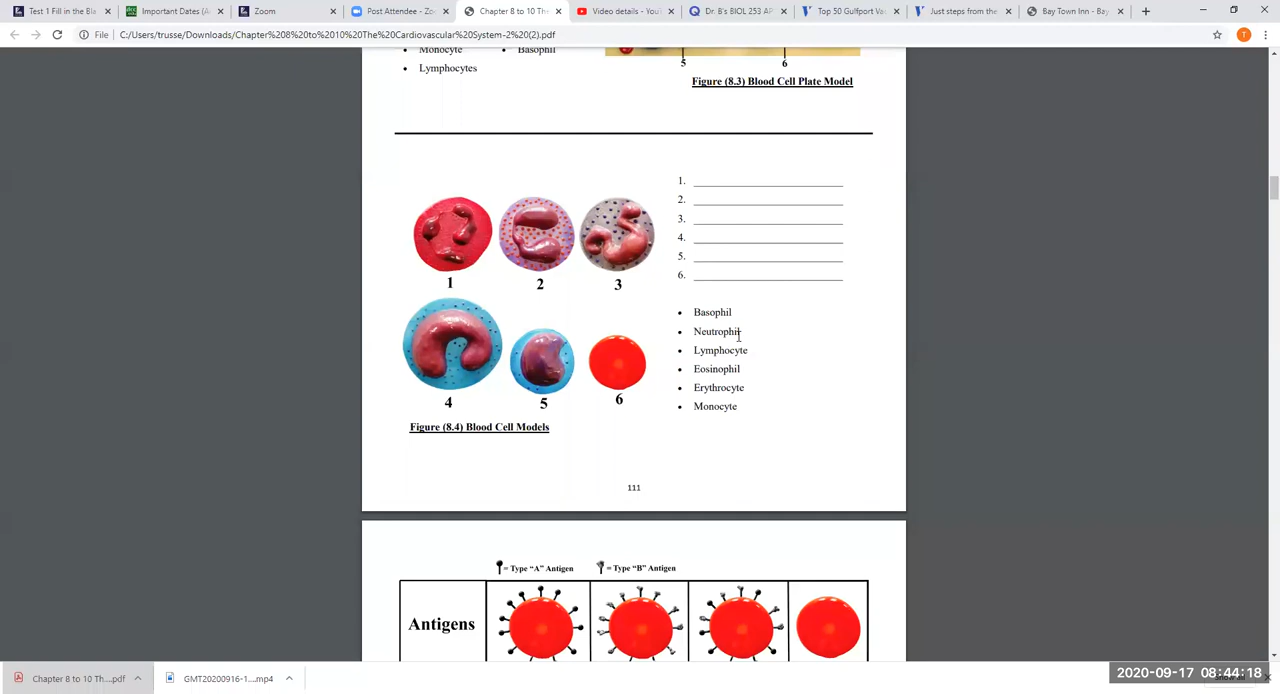 Test 1 Fill in the Bla
Important Dates (A
Zoom
Post Attendee - Zo
Chapter 8 to 10 Th
Video details - You
Dr. B's BIOL 253 AP
Top 50 Gulfport Vac
Just steps from the
Bay Town Inn - Bay
File | C:/Users/trusse/Downloads/Chapter%208%20to%2010%20The%20Cardiovascular%20System-2%20(2).pdf
T
• Monocyte • Basophil
• Lymphocytes
5 6
Figure (8.3) Blood Cell Plate Model
1.
2.
3.
4.
5.
6.
1 2 3
4 5 6
Figure (8.4) Blood Cell Models
• Basophil
• Neutrophil
• Lymphocyte
• Eosinophil
• Erythrocyte
• Monocyte
111
= Type “A” Antigen = Type “B” Antigen
Antigens
Chapter 8 to 10 Th....pdf
GMT20200916-1....mp4
2020-09-17 08:44:18